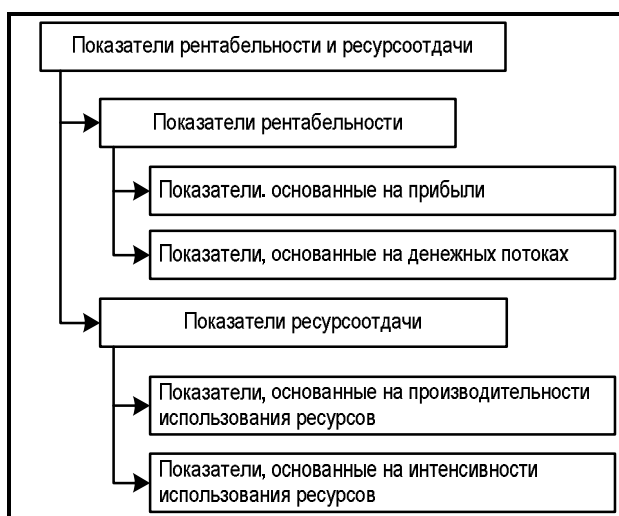 Показатели рентабельности и ресурсоотдачи
Показатели рентабельности
Показатели. основанные на прибыли
Показатели, основанные на денежных потоках
Показатели ресурсоотдачи
Показатели, основанные на производительности
использования ресурсов
Показатели, основанные на интенсивности
использования ресурсов